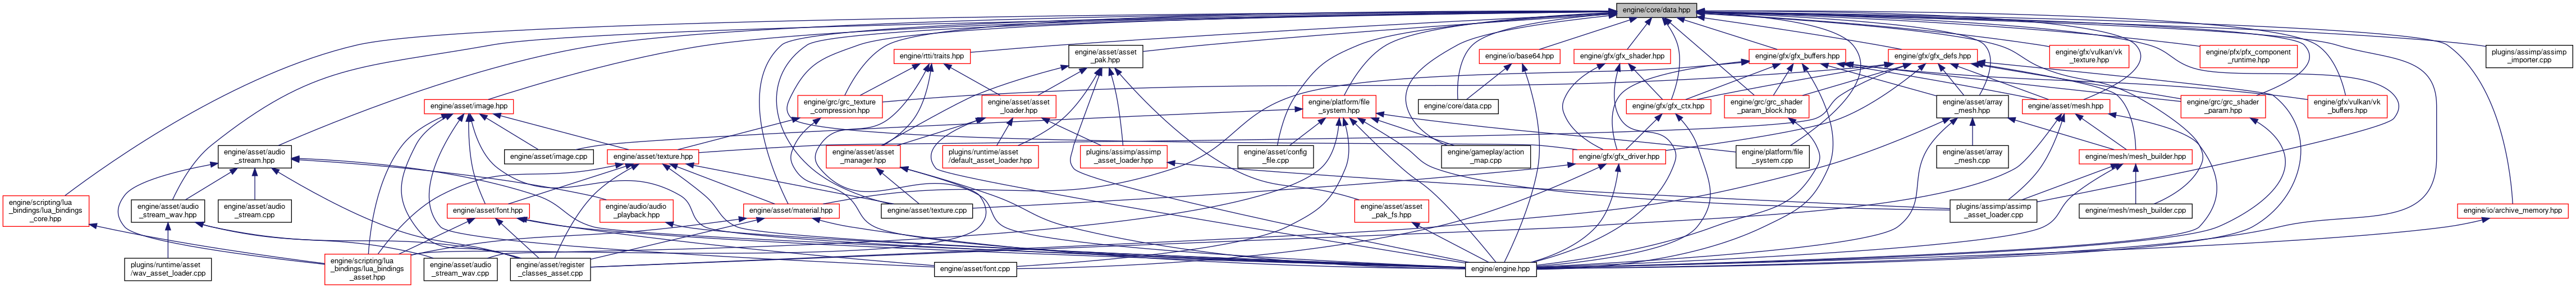 engine/core/data.hpp
engine/rtti/traits.hpp
engine/asset/asset
_pak.hpp
engine/io/base64.hpp
engine/gfx/gfx_shader.hpp
engine/gfx/gfx_buffers.hpp
engine/gfx/gfx_defs.hpp
engine/gfx/vulkan/vk
_texture.hpp
engine/pfx/pfx_component
_runtime.hpp
plugins/assimp/assimp
_importer.cpp
engine/asset/image.hpp
engine/grc/grc_texture
_compression.hpp
engine/asset/asset
_loader.hpp
engine/platform/file
_system.hpp
engine/core/data.cpp
engine/gfx/gfx_ctx.hpp
engine/grc/grc_shader
_param_block.hpp
engine/asset/array
_mesh.hpp
engine/asset/mesh.hpp
engine/grc/grc_shader
_param.hpp
engine/gfx/vulkan/vk
_buffers.hpp
engine/asset/audio
_stream.hpp
engine/asset/image.cpp
engine/asset/texture.hpp
engine/asset/asset
_manager.hpp
plugins/runtime/asset
/default_asset_loader.hpp
plugins/assimp/assimp
_asset_loader.hpp
engine/asset/config
_file.cpp
engine/gameplay/action
_map.cpp
engine/gfx/gfx_driver.hpp
engine/platform/file
_system.cpp
engine/asset/array
_mesh.cpp
engine/mesh/mesh_builder.hpp
engine/scripting/lua
_bindings/lua_bindings
_core.hpp
engine/asset/audio
_stream_wav.hpp
engine/asset/audio
_stream.cpp
engine/asset/font.hpp
engine/audio/audio
_playback.hpp
engine/asset/material.hpp
engine/asset/texture.cpp
engine/asset/asset
_pak_fs.hpp
plugins/assimp/assimp
_asset_loader.cpp
engine/mesh/mesh_builder.cpp
engine/io/archive_memory.hpp
plugins/runtime/asset
/wav_asset_loader.cpp
engine/scripting/lua
_bindings/lua_bindings
_asset.hpp
engine/asset/audio
_stream_wav.cpp
engine/asset/register
_classes_asset.cpp
engine/asset/font.cpp
engine/engine.hpp